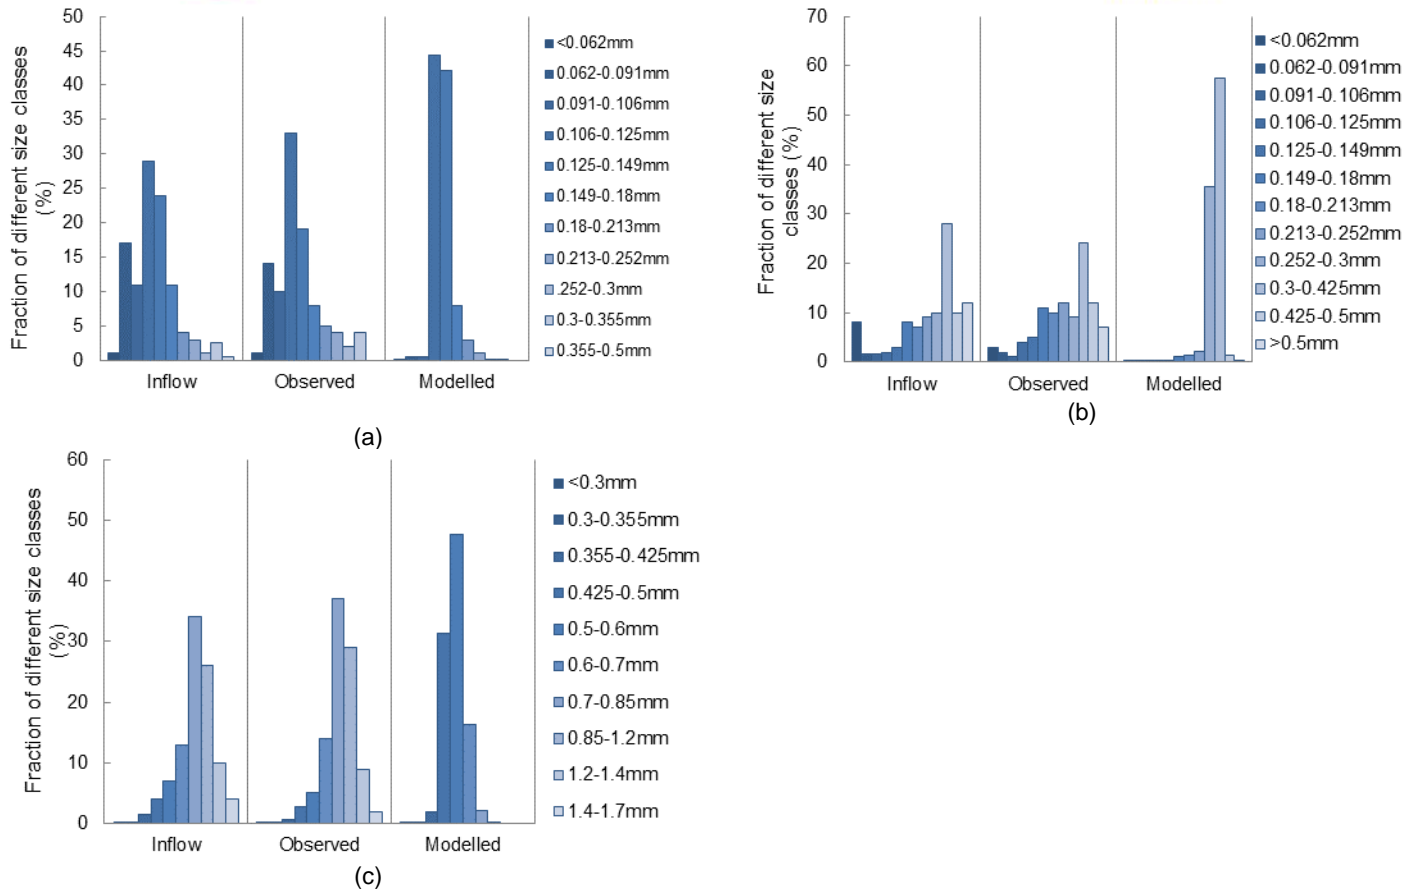 Fraction of different size classes
(%)
50
45
40
35
30
25
20
15
10
5
0
Inflow
Observed
Modelled
<0.062mm
0.062-0.091mm
0.091-0.106mm
0.106-0.125mm
0.125-0.149mm
0.149-0.18mm
0.18-0.213mm
0.213-0.252mm
.252-0.3mm
0.3-0.355mm
0.355-0.5mm
(a)
Fraction of different size
classes (%)
70
60
50
40
30
20
10
0
Inflow
Observed
Modelled
<0.062mm
0.062-0.091mm
0.091-0.106mm
0.106-0.125mm
0.125-0.149mm
0.149-0.18mm
0.18-0.213mm
0.213-0.252mm
0.252-0.3mm
0.3-0.425mm
0.425-0.5mm
>0.5mm
(b)
Fraction of different size classes
(%)
60
50
40
30
20
10
0
Inflow
Observed
Modelled
<0.3mm
0.3-0.355mm
0.355-0.425mm
0.425-0.5mm
0.5-0.6mm
0.6-0.7mm
0.7-0.85mm
0.85-1.2mm
1.2-1.4mm
1.4-1.7mm
(c)